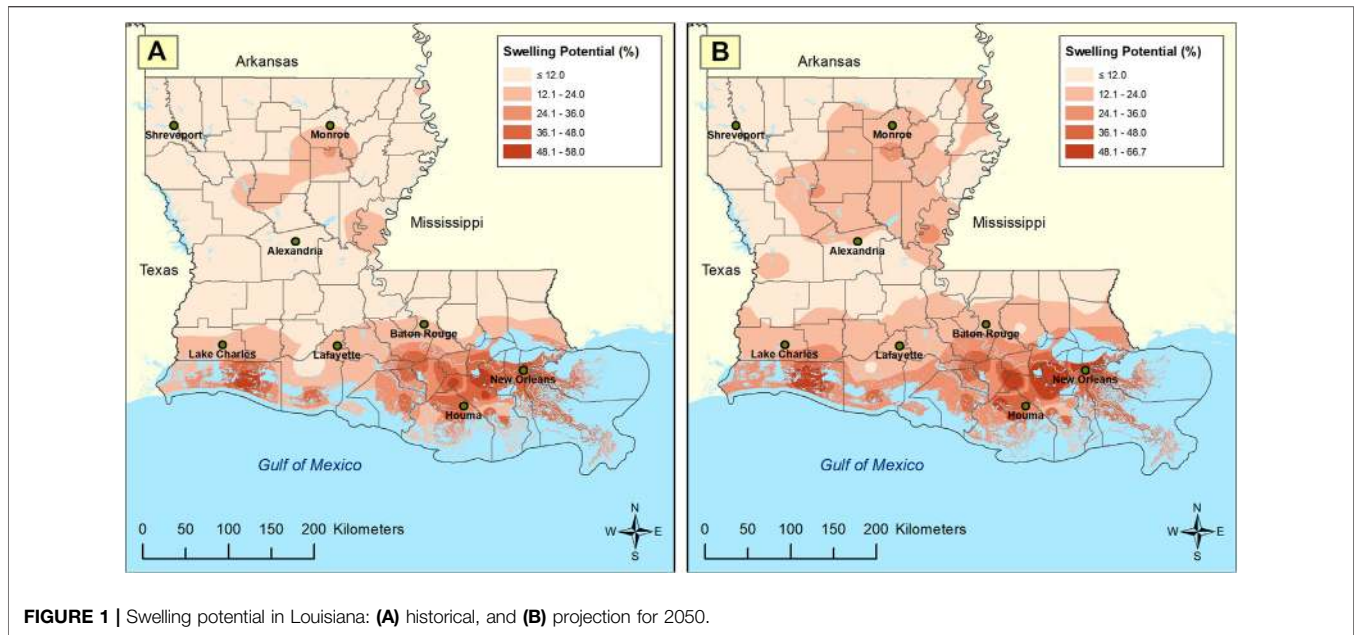 A
Arkansas
Swelling Potential (%)
≤ 12.0
12.1 - 24.0
24.1 - 36.0
36.1 - 48.0
48.1 - 58.0
Shreveport
Monroe
Mississippi
Alexandria
Texas
Baton Rouge
Lake Charles
Lafayette
New Orleans
Houma
Gulf of Mexico
0 50 100 150 200 Kilometers
N
W E
S
B
Arkansas
Swelling Potential (%)
≤ 12.0
12.1 - 24.0
24.1 - 36.0
36.1 - 48.0
48.1 - 66.7
Shreveport
Monroe
Mississippi
Alexandria
Texas
Baton Rouge
Lake Charles
Lafayette
New Orleans
Houma
Gulf of Mexico
0 50 100 150 200 Kilometers
N
W E
S
FIGURE 1 | Swelling potential in Louisiana: (A) historical, and (B) projection for 2050.